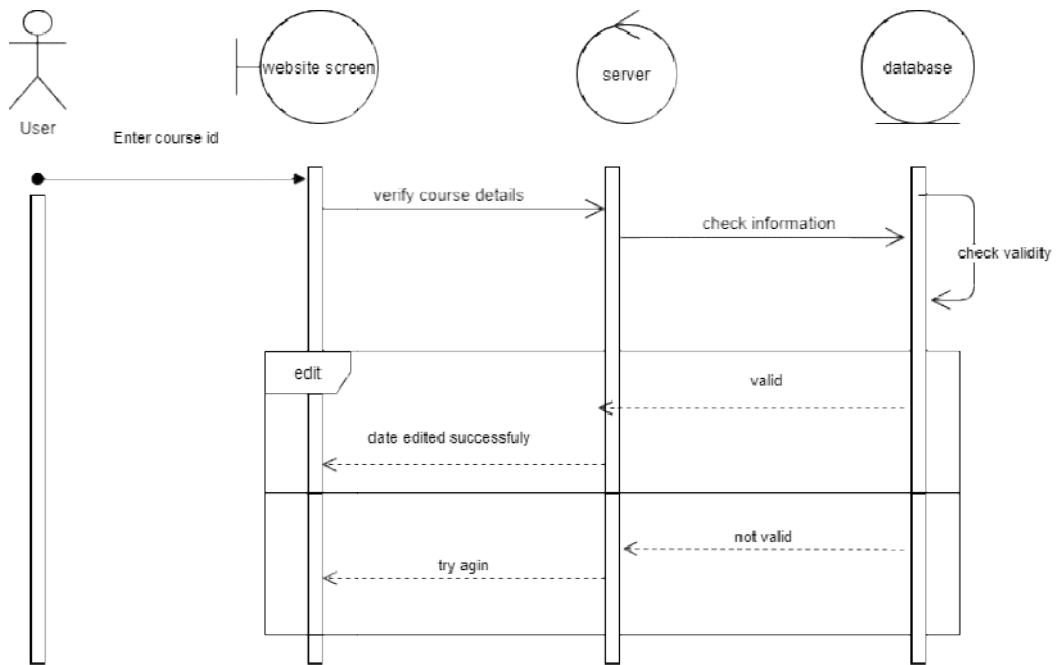 website screen
server
database
User
Enter course id
verify course details
check information
check validity
edit
valid
date edited successfuly
not valid
try agin